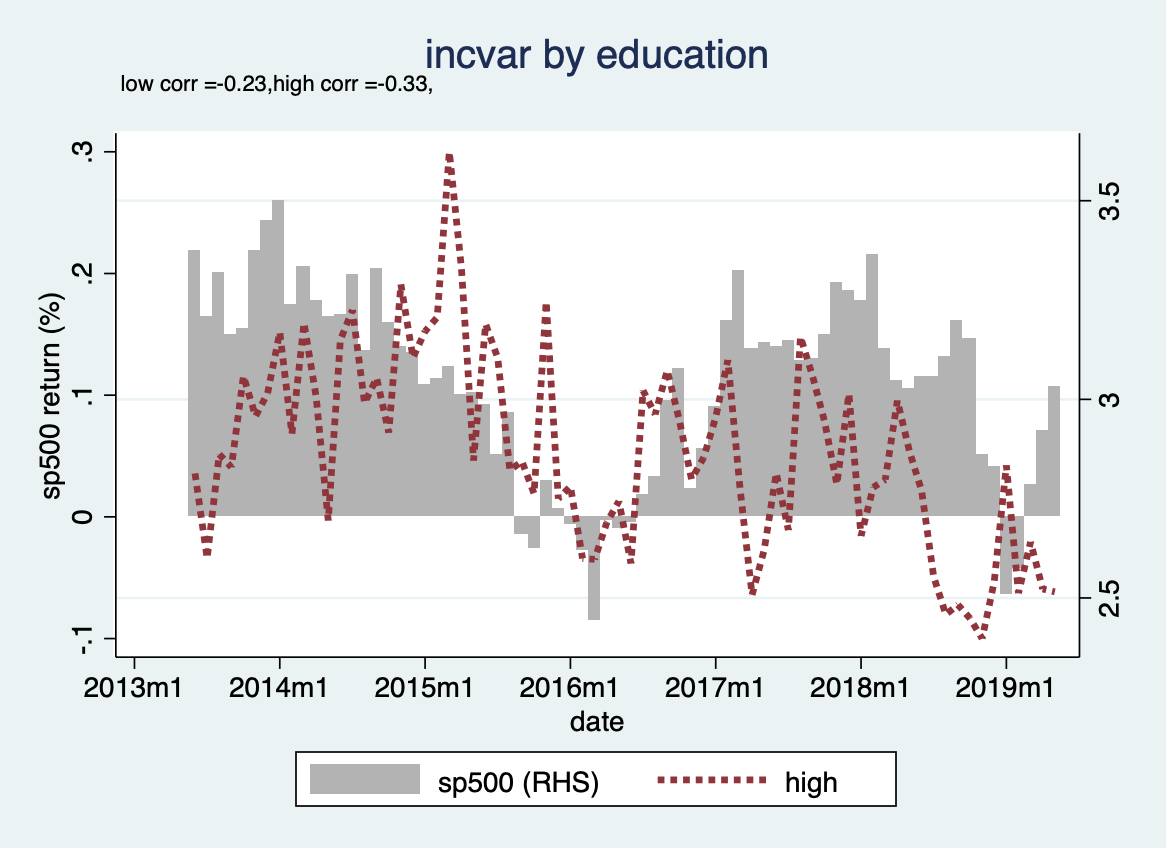 incvar by education
low corr =-0.23,high corr =-0.33,
.3
.2
.1
0
-.1
sp500 return (%)
3.5
3
2.5
2013m1 2014m1 2015m1 2016m1 2017m1 2018m1 2019m1
date
sp500 (RHS) high